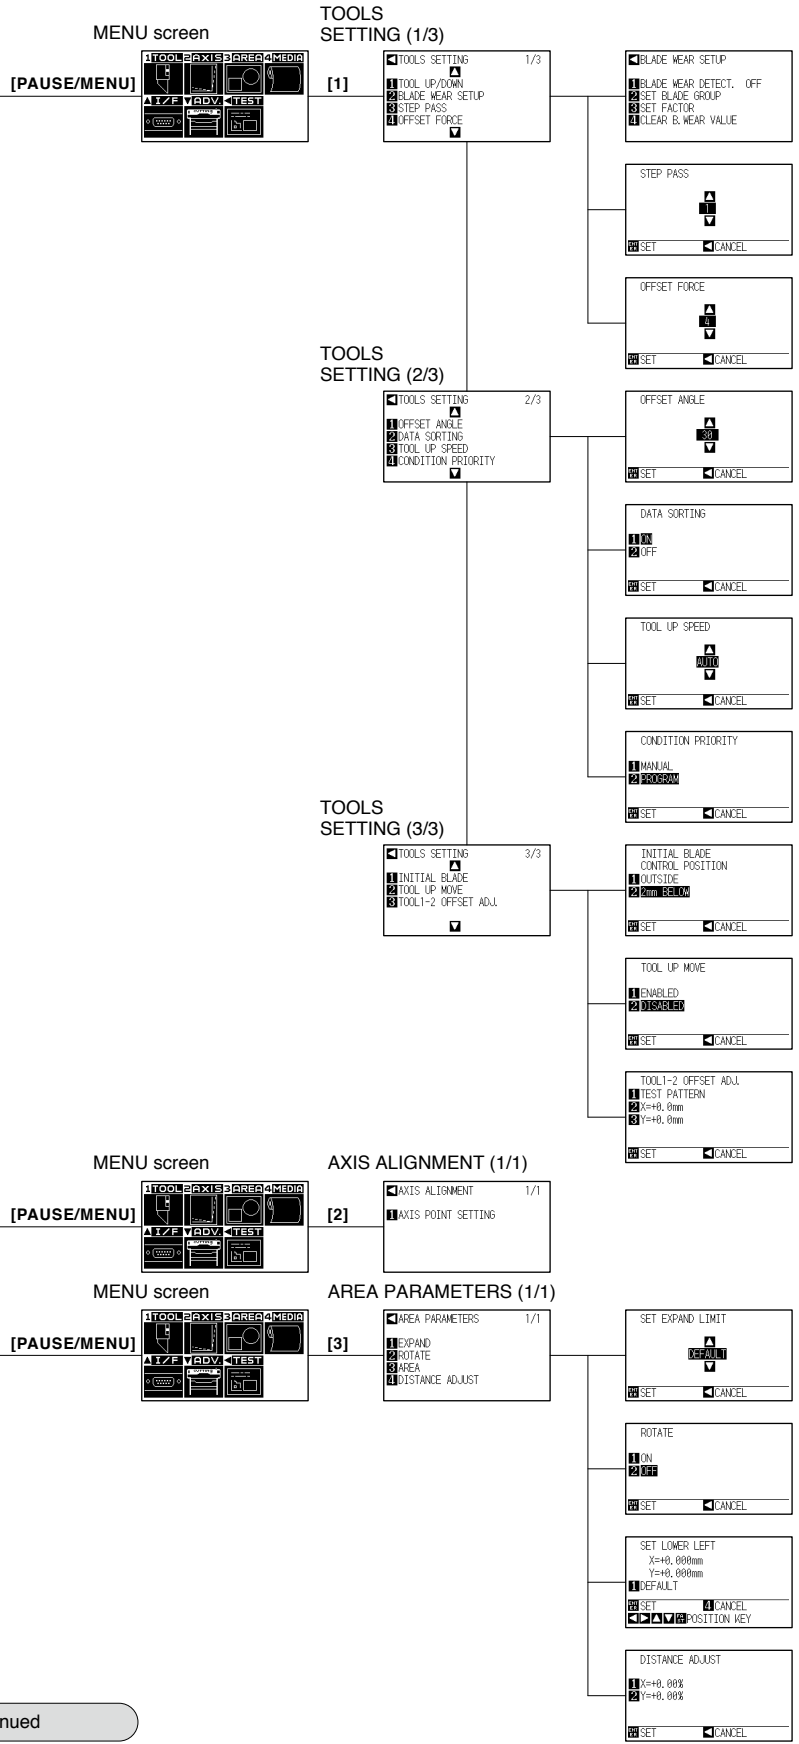 TOOLS
SETTING (1/3)
MENU screen
[PAUSE/MENU]
1TOOL 2AXIS 3AREA 4MEDIA
I/F ADV. TEST
[1]
TOOLS SETTING 1/3
1 TOOL UP/DOWN
2 BLADE WEAR SETUP
3 STEP PASS
4 OFFSET FORCE
BLADE WEAR SETUP
1 BLADE WEAR DETECT. OFF
2 SET BLADE GROUP
3 SET FACTOR
4 CLEAR B.WEAR VALUE
STEP PASS
1
SET CANCEL
OFFSET FORCE
4
SET CANCEL
TOOLS
SETTING (2/3)
TOOLS SETTING 2/3
1 OFFSET ANGLE
2 DATA SORTING
3 TOOL UP SPEED
4 CONDITION PRIORITY
OFFSET ANGLE
30
SET CANCEL
DATA SORTING
1 ON
2 OFF
SET CANCEL
TOOL UP SPEED
AUTO
SET CANCEL
CONDITION PRIORITY
1 MANUAL
2 PROGRAM
SET CANCEL
TOOLS
SETTING (3/3)
TOOLS SETTING 3/3
1 INITIAL BLADE
2 TOOL UP MOVE
3 TOOL1-2 OFFSET ADJ.
INITIAL BLADE
CONTROL POSITION
1 OUTSIDE
2 2mm BELOW
SET CANCEL
TOOL UP MOVE
1 ENABLED
2 DISABLED
SET CANCEL
TOOL1-2 OFFSET ADJ.
1 TEST PATTERN
2 X=+0.0mm
3 Y=+0.0mm
SET CANCEL
MENU screen
[PAUSE/MENU]
1TOOL 2AXIS 3AREA 4MEDIA
I/F ADV. TEST
[2]
AXIS ALIGNMENT (1/1)
AXIS ALIGNMENT 1/1
1 AXIS POINT SETTING
MENU screen
[PAUSE/MENU]
1TOOL 2AXIS 3AREA 4MEDIA
I/F ADV. TEST
[3]
AREA PARAMETERS (1/1)
AREA PARAMETERS 1/1
1 EXPAND
2 ROTATE
3 AREA
4 DISTANCE ADJUST
SET EXPAND LIMIT
DEFAULT
SET CANCEL
ROTATE
1 ON
2 OFF
SET CANCEL
SET LOWER LEFT
X=+0.000mm
Y=+0.000mm
1 DEFAULT
SET 4 CANCEL
POSITION KEY
DISTANCE ADJUST
1 X=+0.00%
2 Y=+0.00%
SET CANCEL
nued